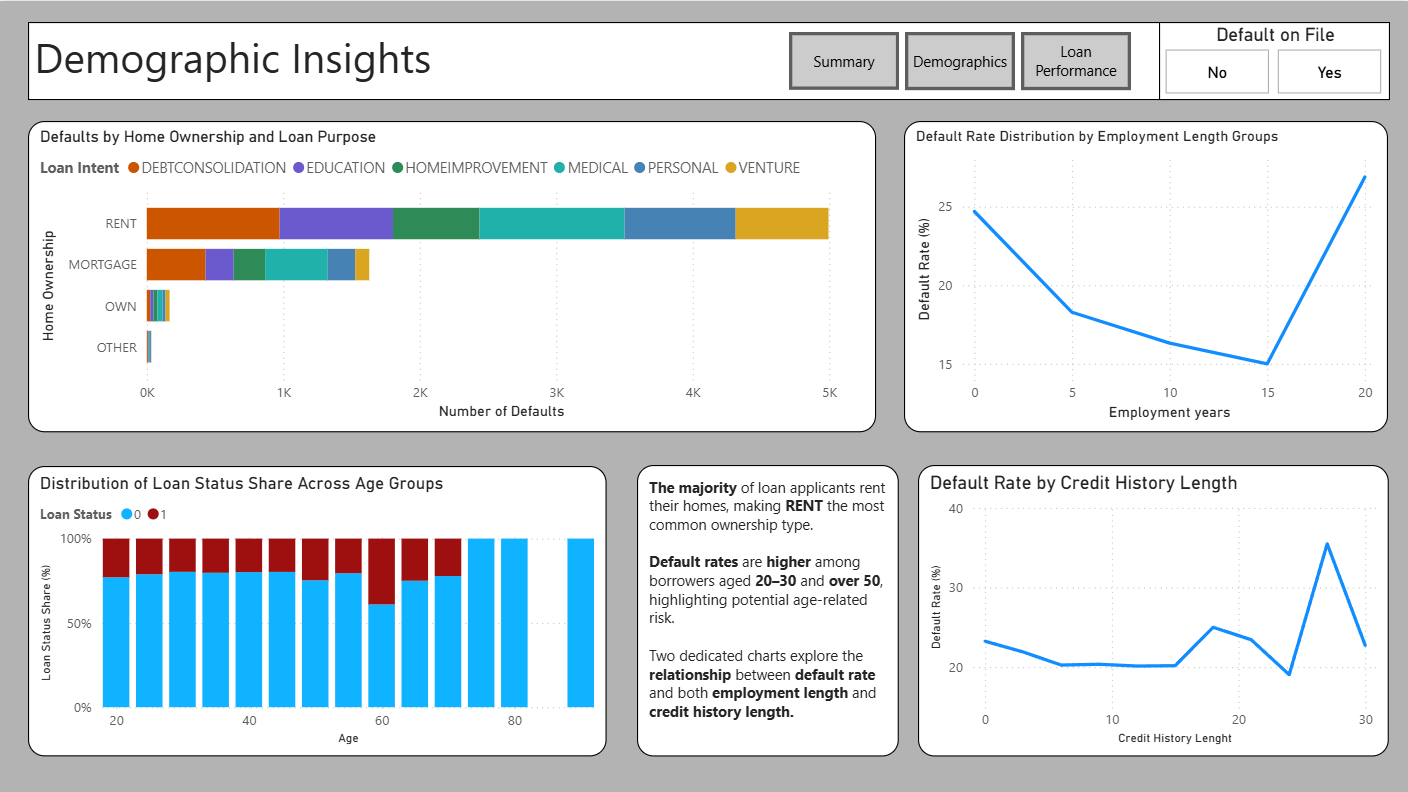 Demographic Insights
Summary
Demographics
Loan
Performance
Default on File
No
Yes
Defaults by Home Ownership and Loan Purpose
Loan Intent DEBTCONSOLIDATION EDUCATION HOMEIMPROVEMENT MEDICAL PERSONAL VENTURE
Home Ownership
RENT
MORTGAGE
OWN
OTHER
0K 1K 2K 3K 4K 5K
Number of Defaults
Default Rate Distribution by Employment Length Groups
Default Rate (%)
25
20
15
0 5 10 15 20
Employment years
Distribution of Loan Status Share Across Age Groups
Loan Status 0 1
Loan Status Share (%)
100%
50%
0%
20 40 60 80
Age
The majority of loan applicants rent
their homes, making RENT the most
common ownership type.
Default rates are higher among
borrowers aged 20–30 and over 50,
highlighting potential age-related
risk.
Two dedicated charts explore the
relationship between default rate
and both employment length and
credit history length.
Default Rate by Credit History Length
Default Rate (%)
40
30
20
0 10 20 30
Credit History Lenght